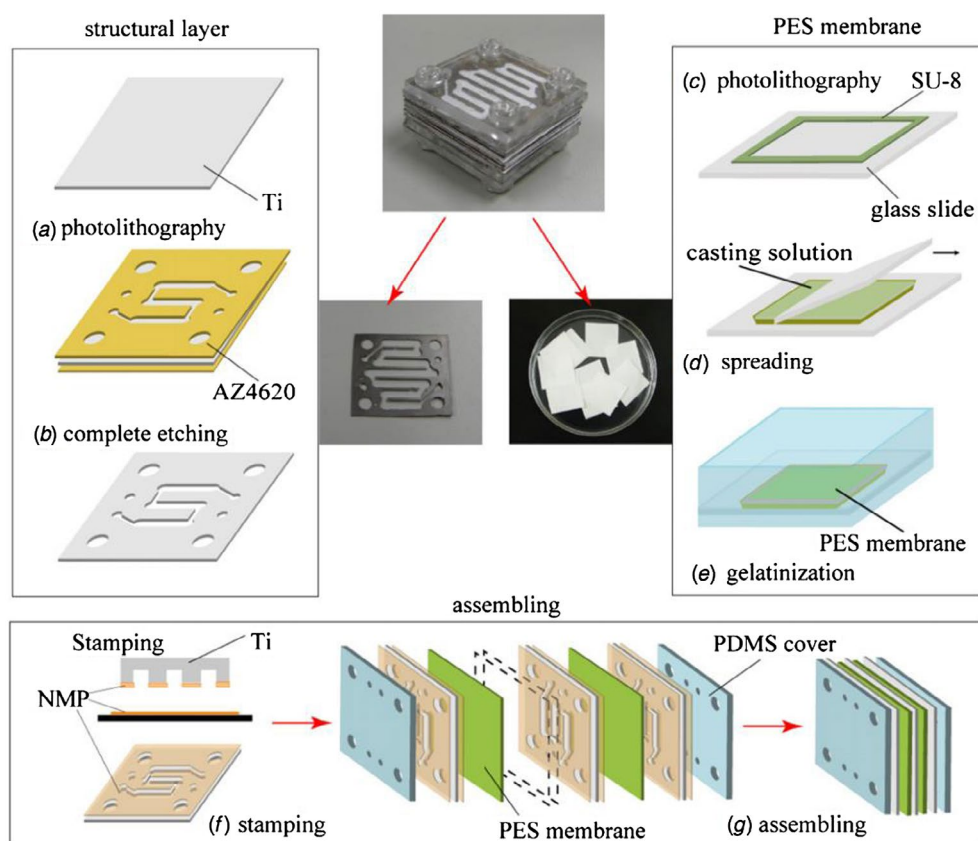 structural layer
Ti
(a) photolithography
AZ4620
(b) complete etching
PES membrane
(c) photolithography
SU-8
glass slide
casting solution
(d) spreading
PES membrane
(e) gelatinization
assembling
Stamping
Ti
NMP
(f) stamping
PES membrane
PDMS cover
(g) assembling